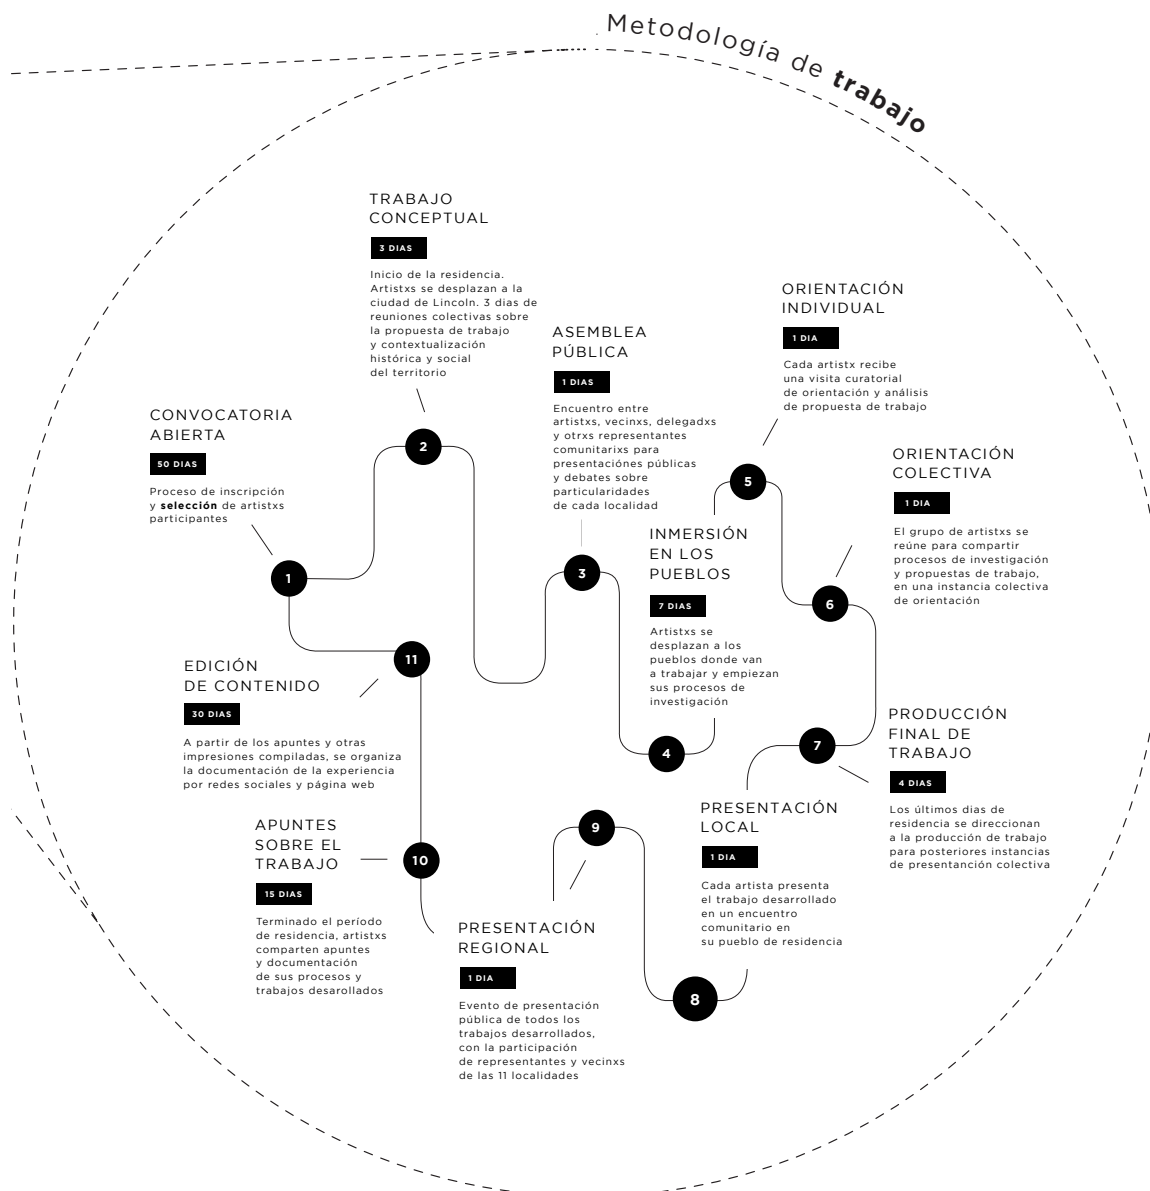 Metodología de trabajo
TRABAJO
CONCEPTUAL
3 DIAS
Inicio de la residencia.
Artistxs se desplazan a la
ciudad de Lincoln. 3 dias de
reuniones colectivas sobre
la propuesta de trabajo
y contextualización
histórica y social
del territorio
ORIENTACIÓN
INDIVIDUAL
1 DIA
Cada artistx recibe
una visita curatorial
de orientación y análisis
de propuesta de trabajo
ASEMBLEA
PÚBLICA
1 DIAS
Encuentro entre
artistxs, vecinxs, delegadxs
y otrxs representantes
comunitarixs para
presentaciónes públicas
y debates sobre
particularidades
de cada localidad
CONVOCATORIA
ABIERTA
50 DIAS
Proceso de inscripción
y selección de artistxs
participantes
ORIENTACIÓN
COLECTIVA
1 DIA
El grupo de artistxs se
reúne para compartir
procesos de investigación
y propuestas de trabajo,
en una instancia colectiva
de orientación
INMERSIÓN
EN LOS
PUEBLOS
7 DIAS
Artistxs se
desplazan a los
pueblos donde van
a trabajar y empiezan
sus procesos de
investigación
1
2
3
4
5
6
7
8
9
10
11
EDICIÓN
DE CONTENIDO
30 DIAS
A partir de los apuntes y otras
impresiones compiladas, se organiza
la documentación de la experiencia
por redes sociales y página web
PRODUCCIÓN
FINAL DE
TRABAJO
4 DIAS
Los últimos dias de
residencia se direccionan
a la producción de trabajo
para posteriores instancias
de presentanción colectiva
PRESENTACIÓN
LOCAL
1 DIA
Cada artista presenta
el trabajo desarrollado
en un encuentro
comunitario en
su pueblo de residencia
APUNTES
SOBRE EL
TRABAJO
15 DIAS
Terminado el período
de residencia, artistxs
comparten apuntes
y documentación
de sus procesos y
trabajos desarollados
PRESENTACIÓN
REGIONAL
1 DIA
Evento de presentación
pública de todos los
trabajos desarrollados,
con la participación
de representantes y vecinxs
de las 11 localidades